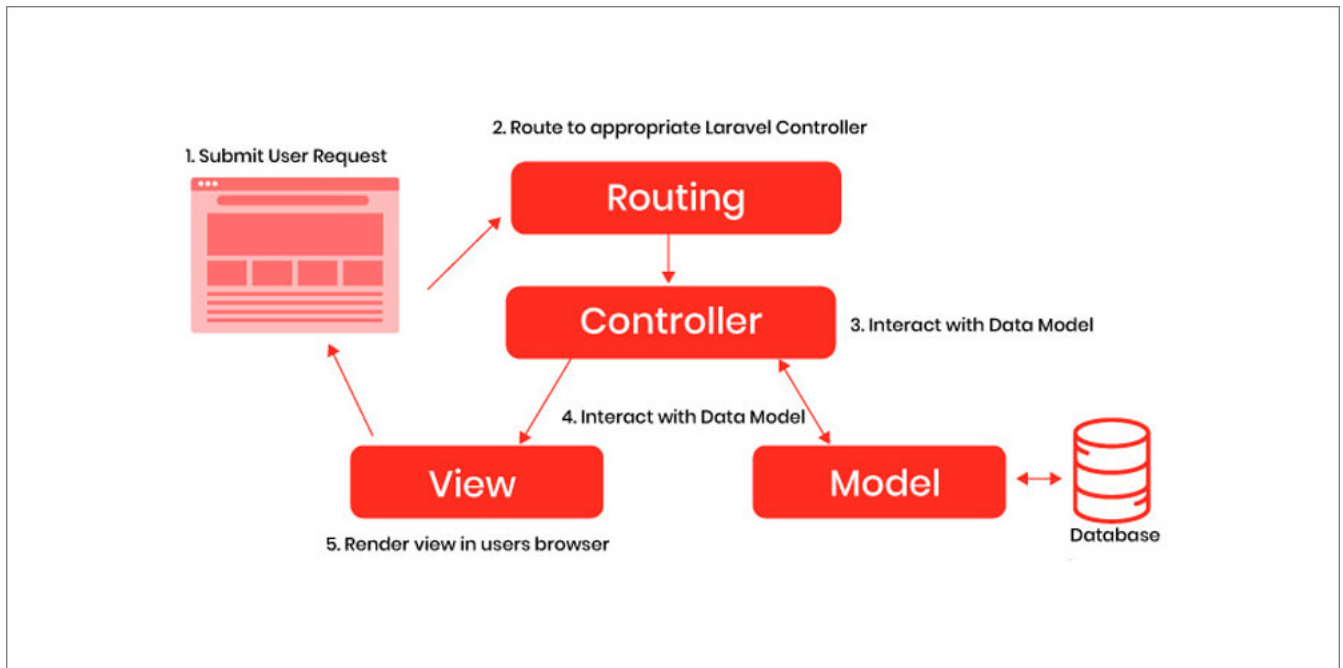 2. Route to appropriate Laravel Controller
1. Submit User Request
Routing
Controller
3. Interact with Data Model
4. Interact with Data Model
View
Model
Database
5. Render view in users browser